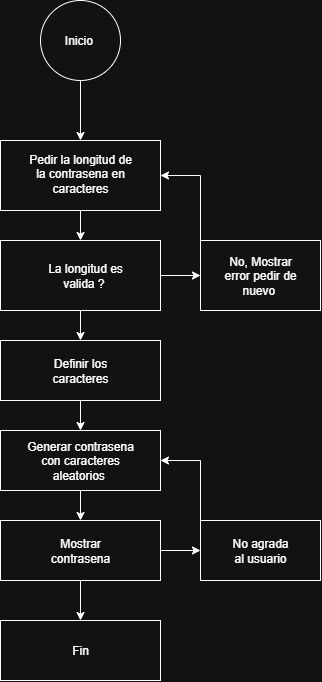 Inicio
Pedir la longitud de
la contrasena en
caracteres
La longitud es
valida ?
No, Mostrar
error pedir de
nuevo
Definir los
caracteres
Generar contrasena
con caracteres
aleatorios
Mostrar
contrasena
No agrada
al usuario
Fin